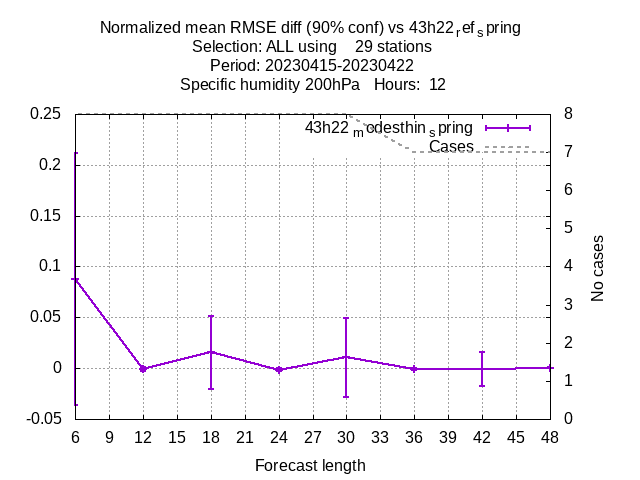 Normalized mean RMSE diff (90% conf) vs 43h22refspring
Selection: ALL using 29 stations
Period: 20230415-20230422
Specific humidity 200hPa Hours: 12
43h22modesthinspring
Cases
0.25
0.2
0.15
0.1
0.05
0
-0.05
8
7
6
5
4
3
2
1
0
No cases
6 9 12 15 18 21 24 27 30 33 36 39 42 45 48
Forecast length